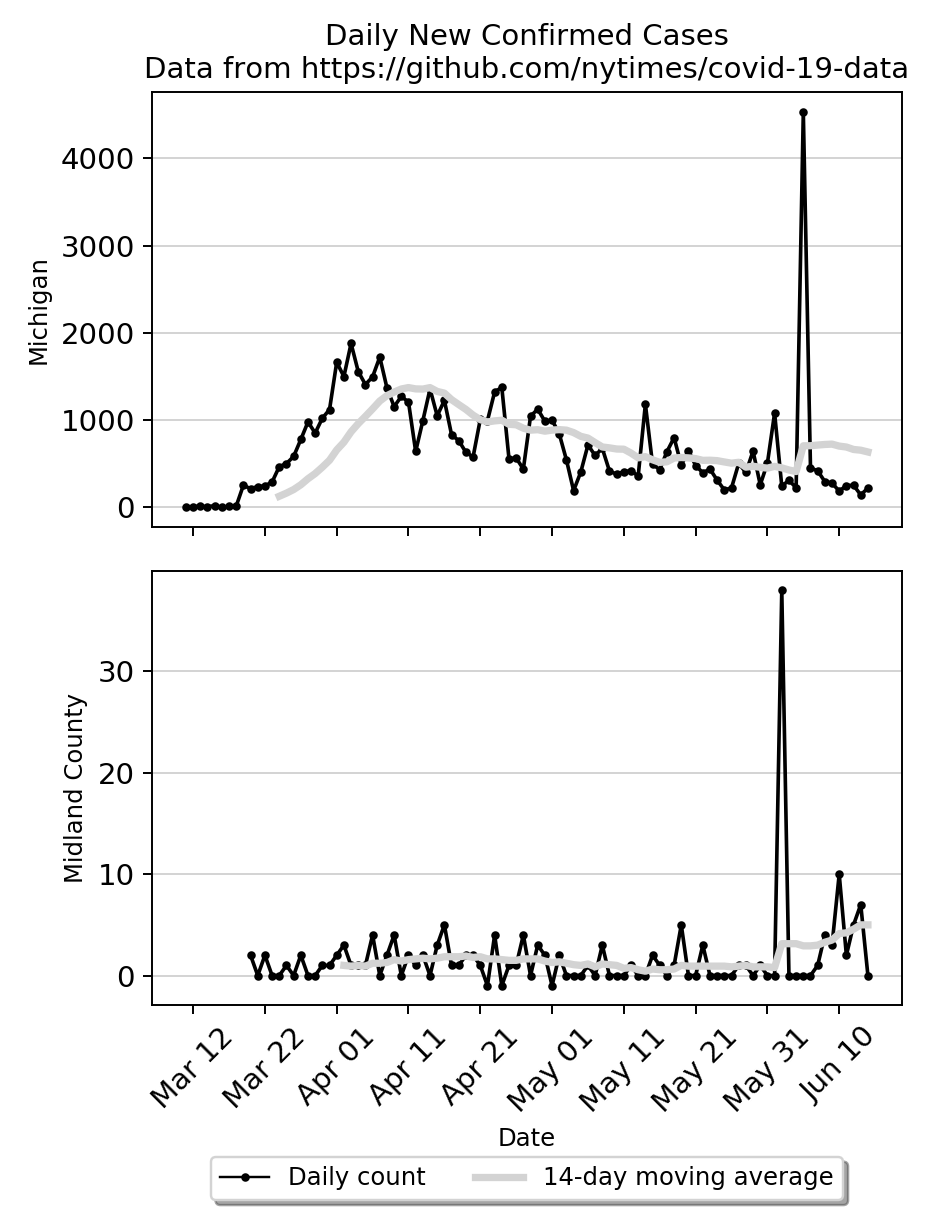 Daily New Confirmed Cases
Data from https://github.com/nytimes/covid-19-data
4000
3000
2000
1000
0
Michigan
30
20
10
0
Midland County
Mar 12
Mar 22
Apr 01
Apr 11
Apr 21
May 01
May 11
May 21
May 31
Jun 10
Date
Daily count
14-day moving average